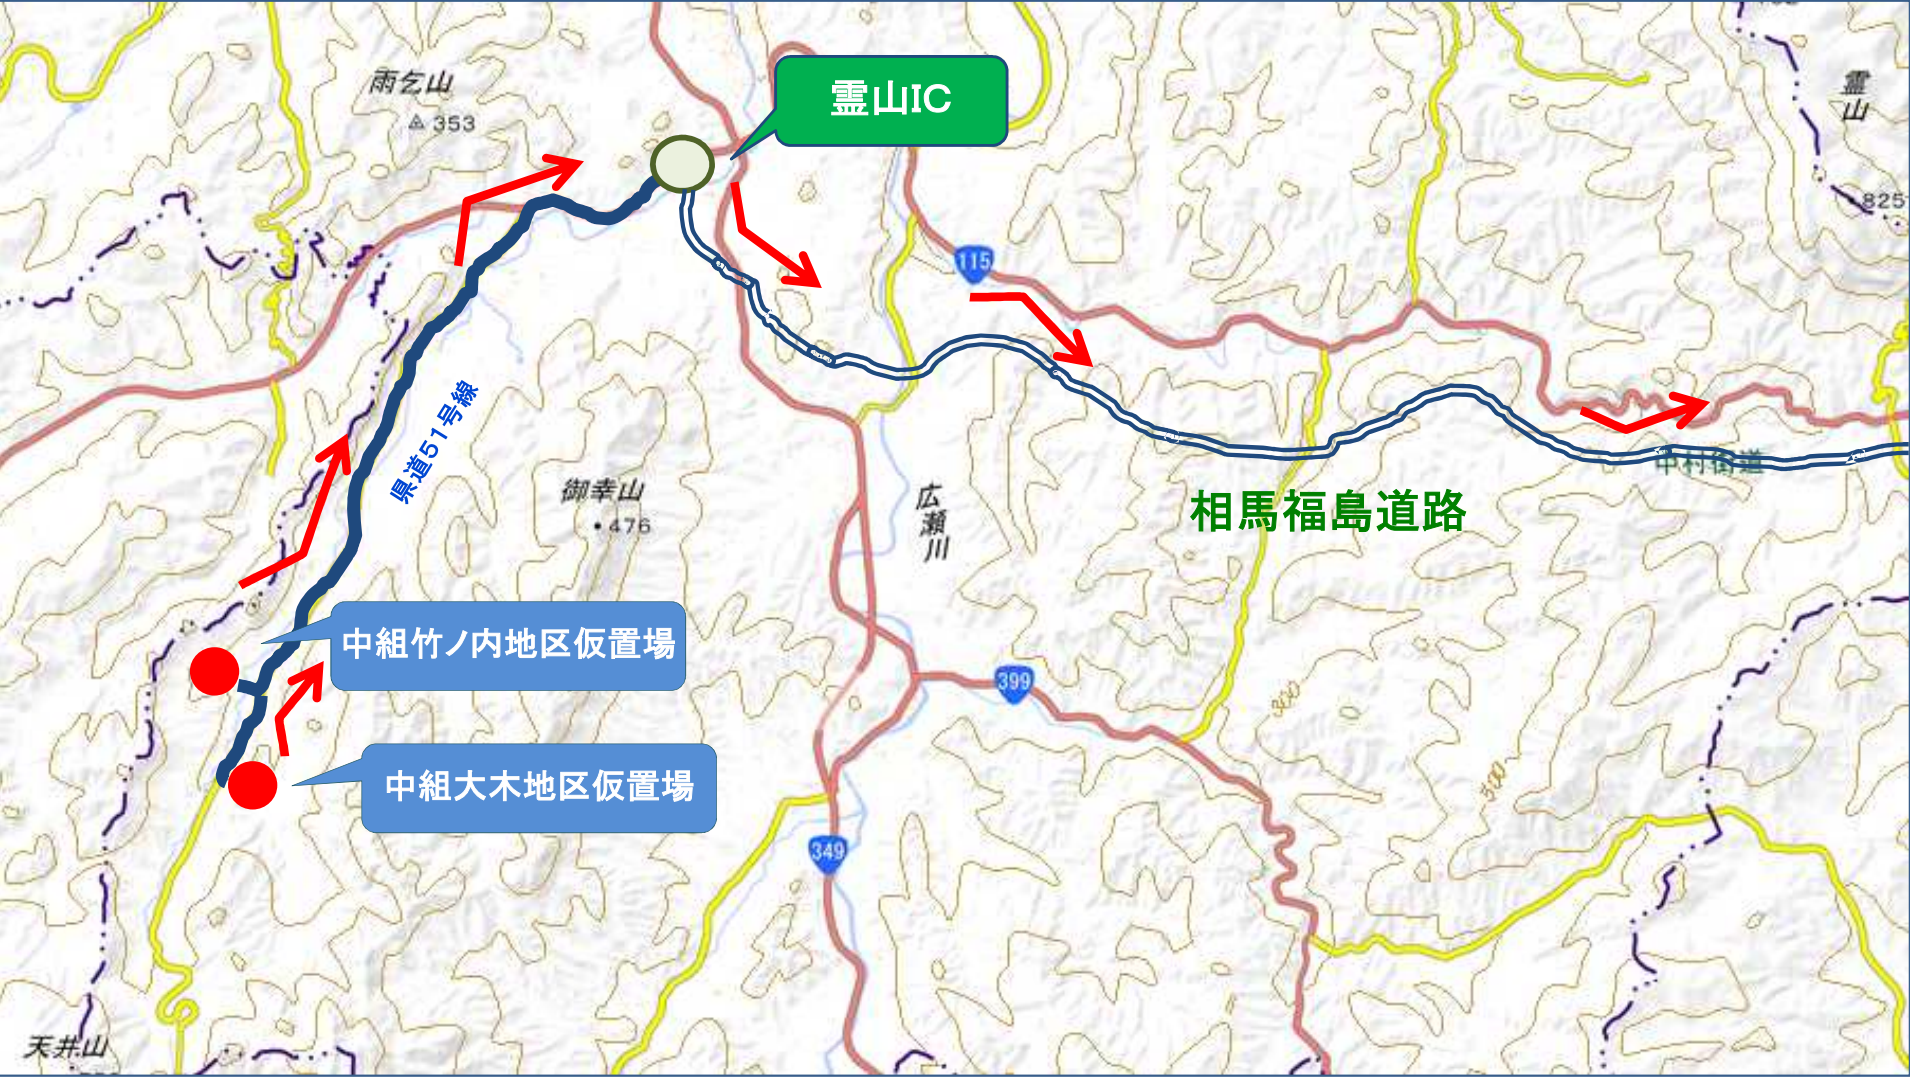 雨乞山
353
霊山IC
霊山
825
115
県道51号線
御幸山
476
広瀬川
中村街道
相馬福島道路
中組竹ノ内地区仮置場
399
300
中組大木地区仮置場
500
349
天井山